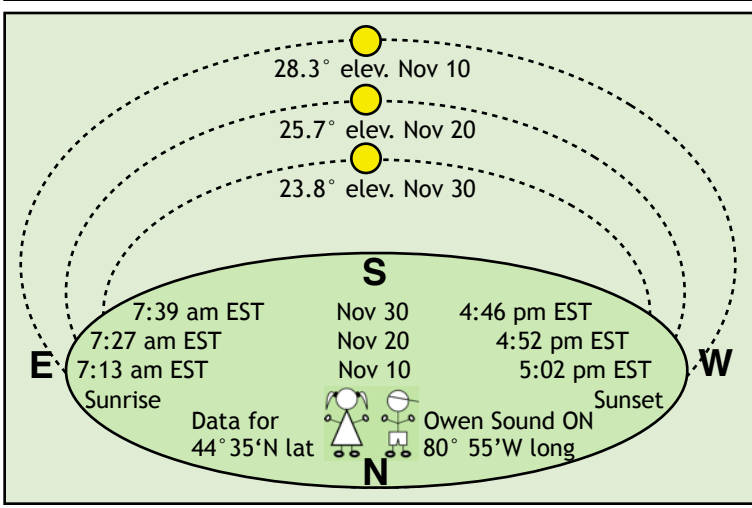 28.3° elev. Nov 10
25.7° elev. Nov 20
23.8° elev. Nov 30
S
7:39 am EST Nov 30 4:46 pm EST
7:27 am EST Nov 20 4:52 pm EST
E 7:13 am EST Nov 10 5:02 pm EST W
Sunrise Sunset
Data for Owen Sound ON
44°35‘N lat 80° 55’W long
N